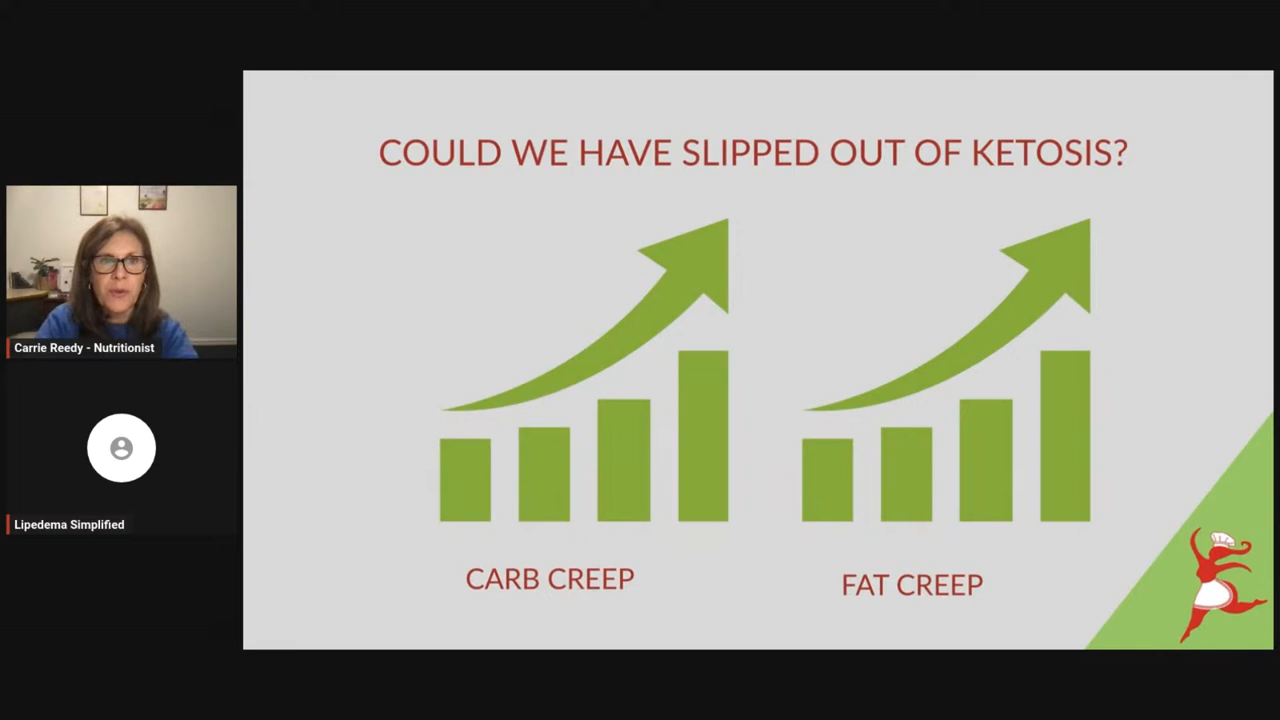 COULD WE HAVE SLIPPED OUT OF KETOSIS?
Carrie Reedy - Nutritionist
Lipedema Simplified
CARB CREEP
FAT CREEP